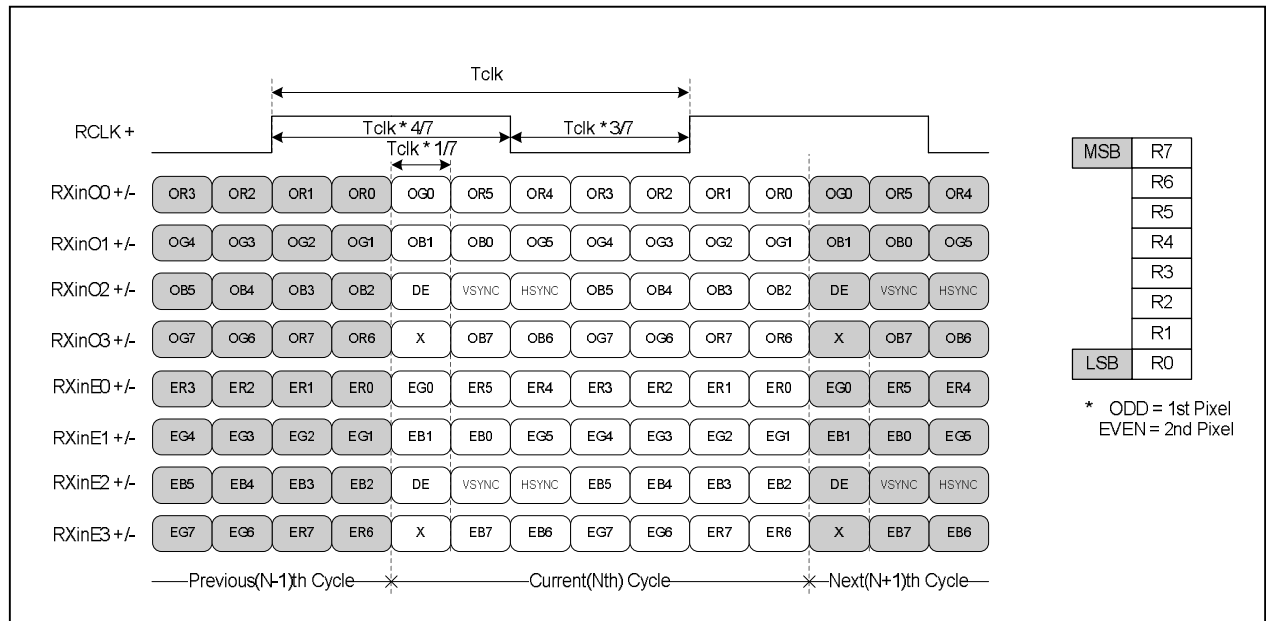 Tclk
RCLK +
Tclk * 4/7
Tclk * 3/7
Tclk * 1/7
RXinO0 +/- OR3 OR2 OR1 OR0 OG0 OR5 OR4 OR3 OR2 OR1 OR0 OG0 OR5 OR4
RXinO1 +/- OG4 OG3 OG2 OG1 OB1 OB0 OG5 OG4 OG3 OG2 OG1 OB1 OB0 OG5
RXinO2 +/- OB5 OB4 OB3 OB2 DE VSYNC HSYNC OB5 OB4 OB3 OB2 DE VSYNC HSYNC
RXinO3 +/- OG7 OG6 OR7 OR6 X OB7 OB6 OG7 OG6 OR7 OR6 X OB7 OB6
RXinE0 +/- ER3 ER2 ER1 ER0 EG0 ER5 ER4 ER3 ER2 ER1 ER0 EG0 ER5 ER4
RXinE1 +/- EG4 EG3 EG2 EG1 EB1 EB0 EG5 EG4 EG3 EG2 EG1 EB1 EB0 EG5
RXinE2 +/- EB5 EB4 EB3 EB2 DE VSYNC HSYNC EB5 EB4 EB3 EB2 DE VSYNC HSYNC
RXinE3 +/- EG7 EG6 ER7 ER6 X EB7 EB6 EG7 EG6 ER7 ER6 X EB7 EB6
Previous(N-1)th Cycle Current(Nth) Cycle Next(N+1)th Cycle
MSB R7
R6
R5
R4
R3
R2
R1
LSB R0
* ODD = 1st Pixel
EVEN = 2nd Pixel